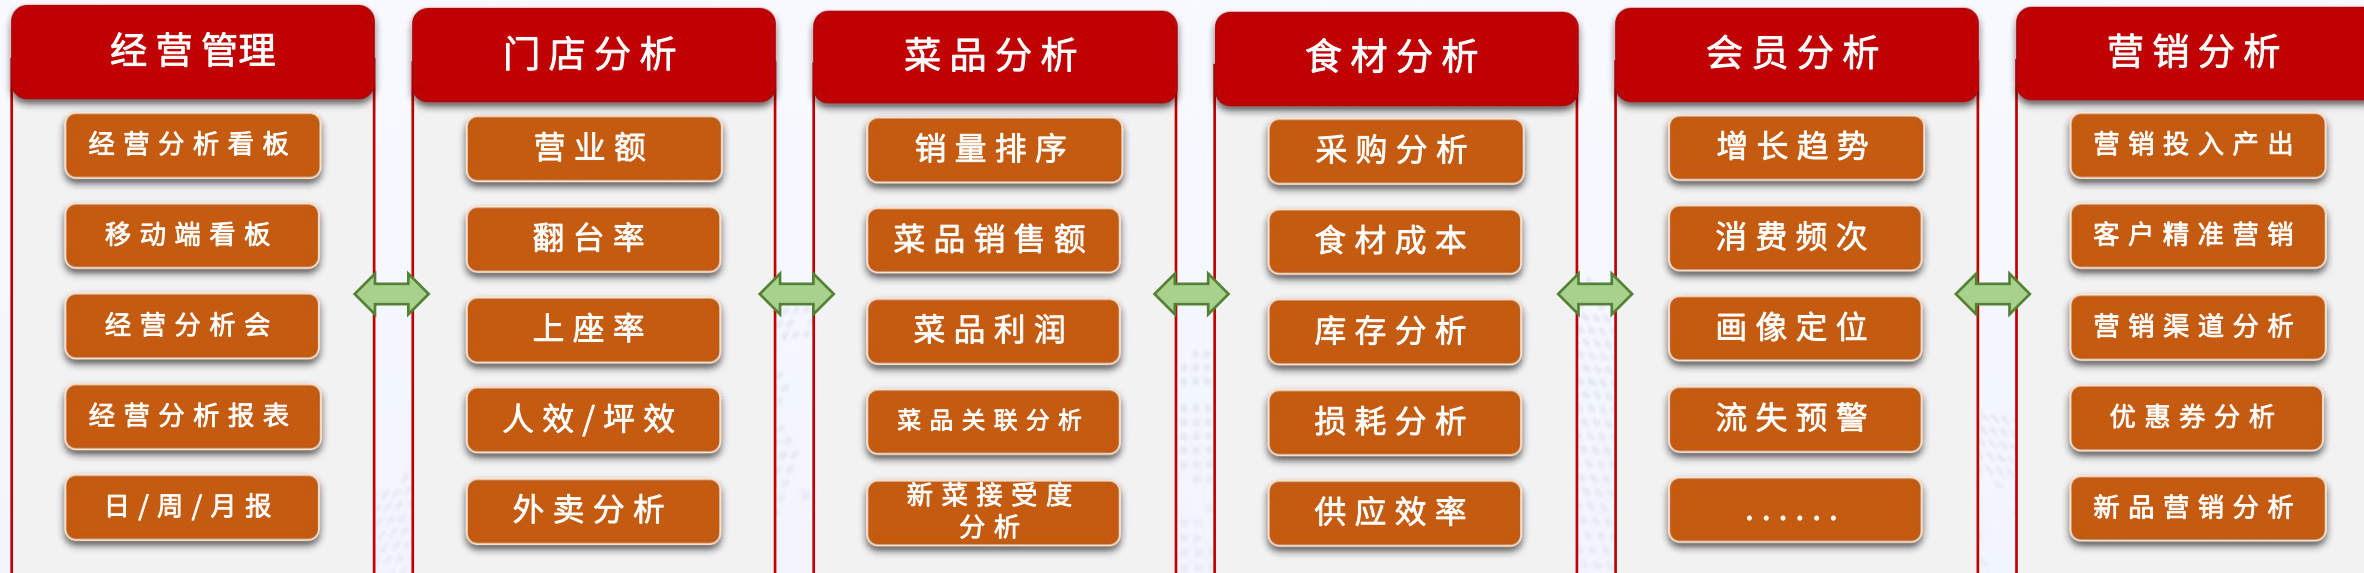 经营管理
经营分析看板
移动端看板
经营分析会
经营分析报表
日/周/月报
门店分析
营业额
翻台率
上座率
人效/坪效
外卖分析
菜品分析
销量排序
菜品销售额
菜品利润
菜品关联分析
新菜接受度
分析
食材分析
采购分析
食材成本
库存分析
损耗分析
供应效率
会员分析
增长趋势
消费频次
画像定位
流失预警
......
营销分析
营销投入产出
客户精准营销
营销渠道分析
优惠券分析
新品营销分析